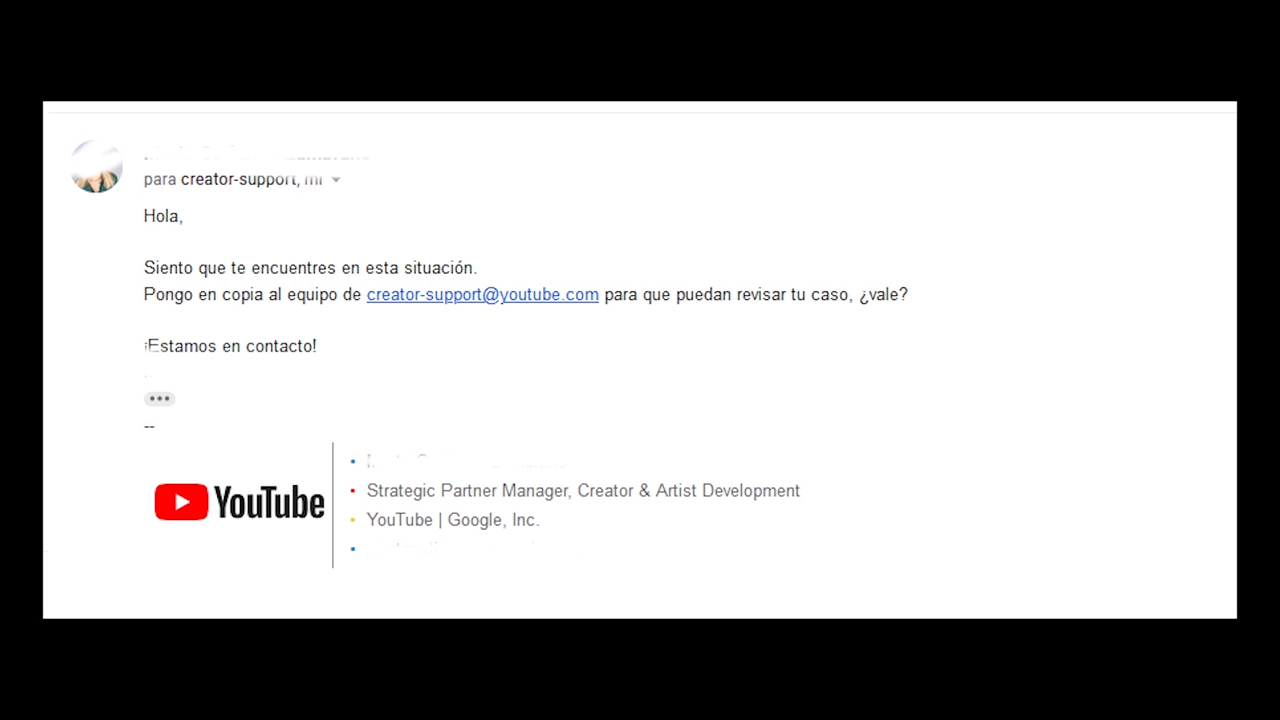 para creator-support, mi
Hola,
Siento que te encuentres en esta situación.
Pongo en copia al equipo de creator-support@youtube.com para que puedan revisar tu caso, ¿vale?
¡Estamos en contacto!
--
YouTube
Strategic Partner Manager, Creator & Artist Development
YouTube | Google, Inc.